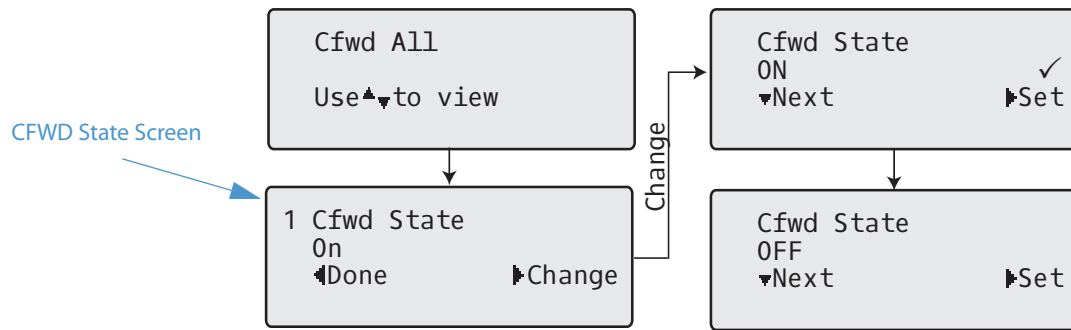 Cfwd All
Use▲▼to view
CFWD State Screen
1 Cfwd State
On
◀Done ▶Change
Change
Cfwd State
ON ✓
▼Next ▶Set
Cfwd State
OFF
▼Next ▶Set